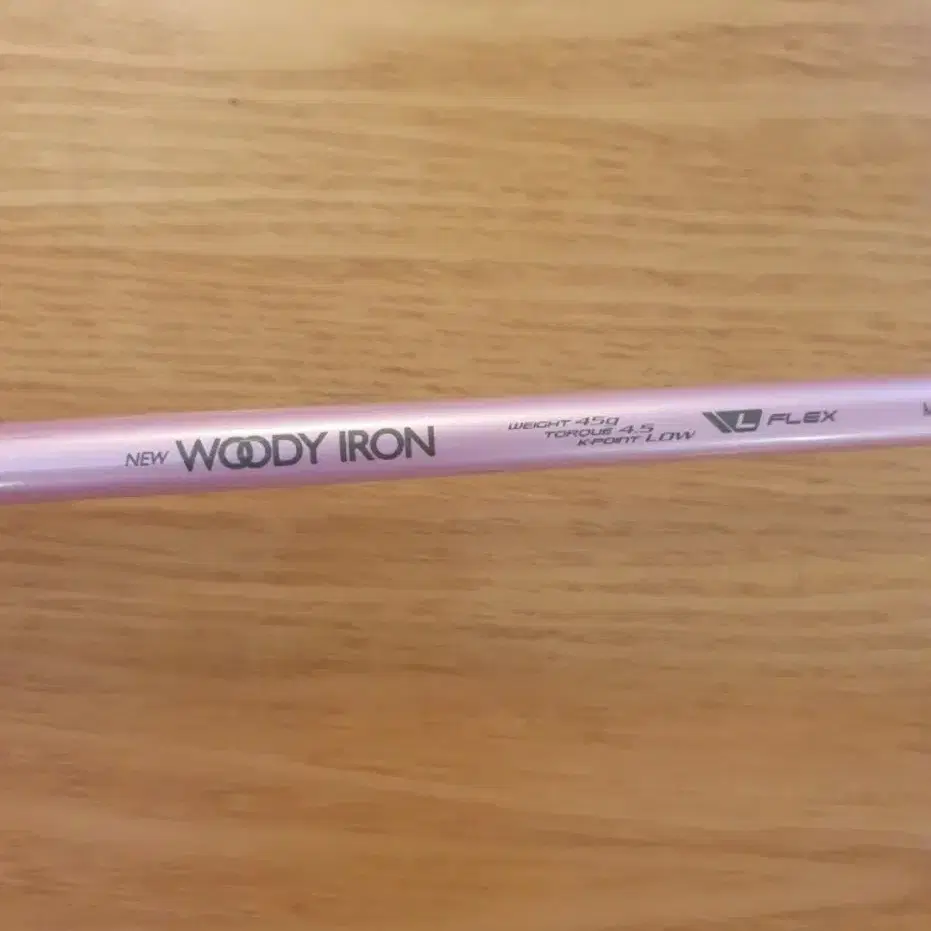 NEW WOODY IRON
WEIGHT 45g
TORQUE 4.5
K-POINT LOW
L FLEX
M